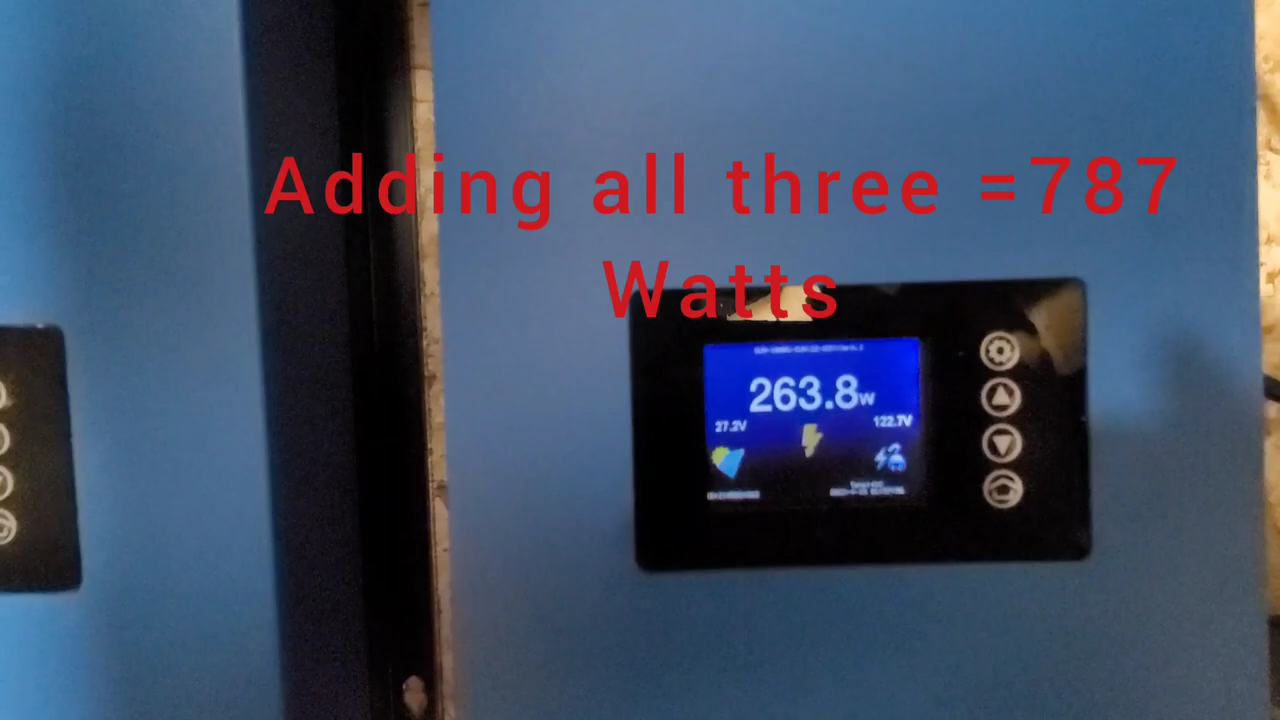 Adding all three =787
Watts
263.8w
27.2V
122.7V